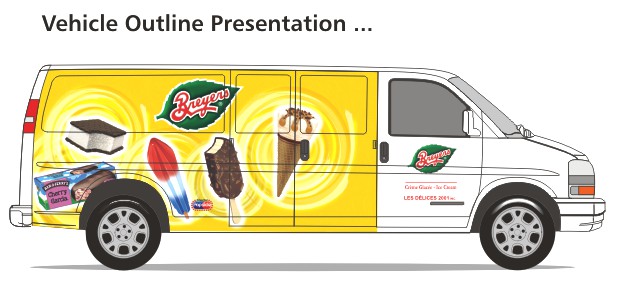 Vehicle Outline Presentation ...
Breyers
Breyers
BEN & JERRY'S
Cherry
Garcia
Popsicle
Crème Glacée - Ice Cream
LES DÉLICES 2001 inc.